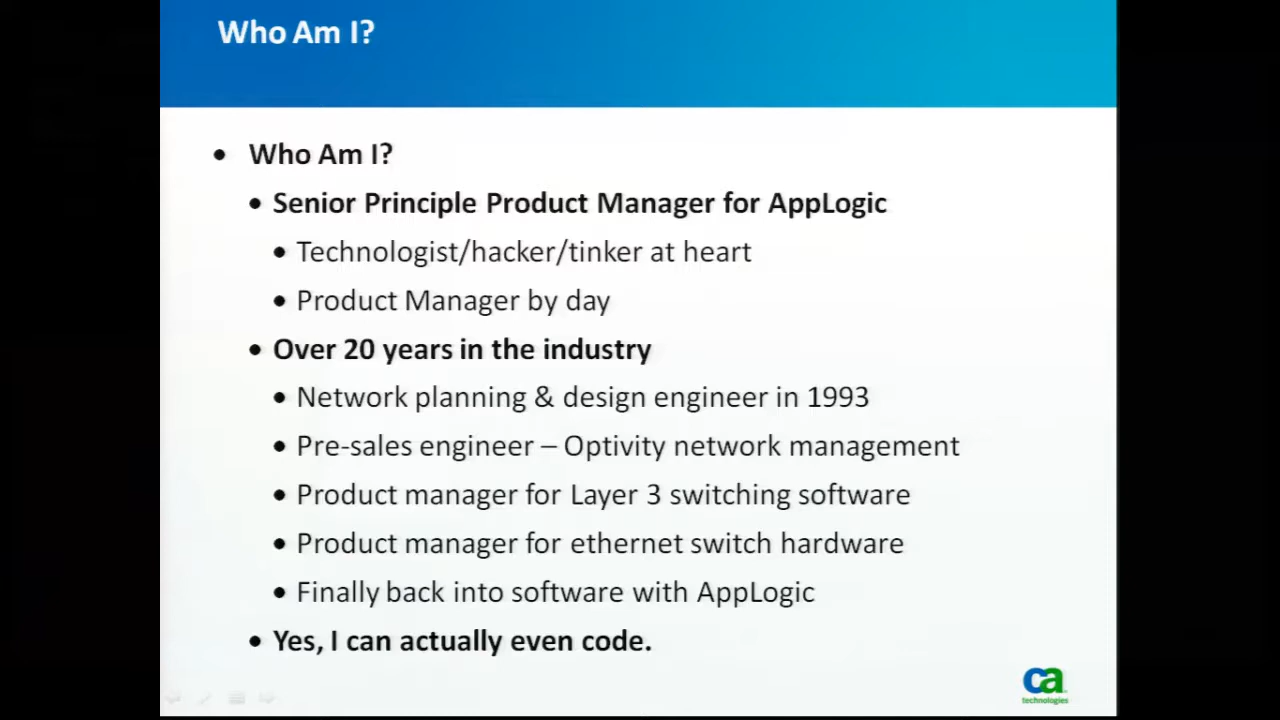 Who Am I?
• Who Am I?
• Senior Principle Product Manager for AppLogic
• Technologist/hacker/tinker at heart
• Product Manager by day
• Over 20 years in the industry
• Network planning & design engineer in 1993
• Pre-sales engineer – Optivity network management
• Product manager for Layer 3 switching software
• Product manager for ethernet switch hardware
• Finally back into software with AppLogic
• Yes, I can actually even code.
ca
technologies